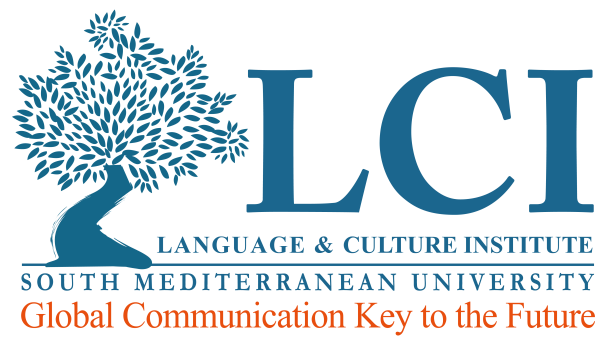 LCI
LANGUAGE & CULTURE INSTITUTE
SOUTH MEDITERRANEAN UNIVERSITY
Global Communication Key to the Future